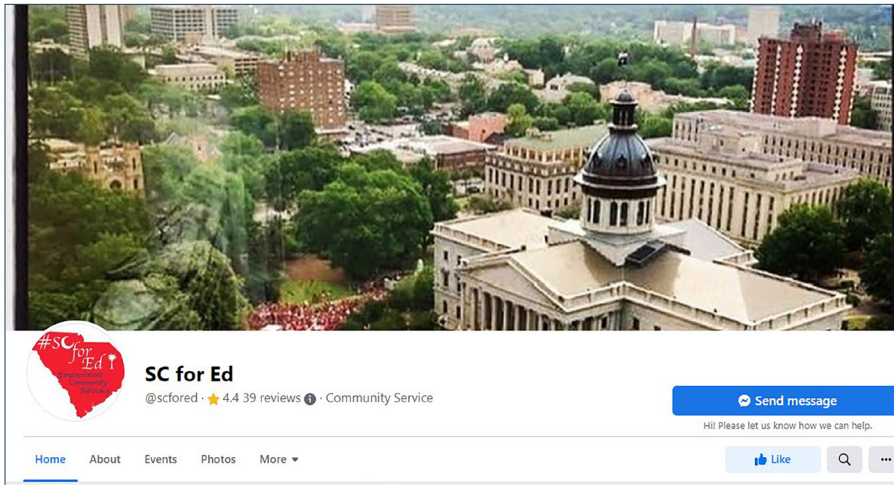 #SC
for
Ed
Empowerment
Community
Advocacy
SC for Ed
@scfored · 4.4 39 reviews · Community Service
Send message
Hi! Please let us know how we can help.
Home About Events Photos More
Like